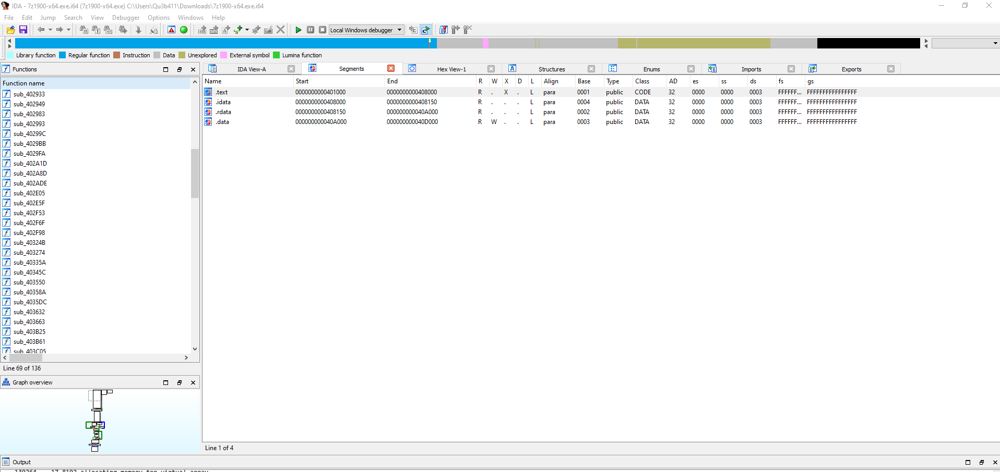 IDA - 7z1900-x64.exe.i64 (7z1900-x64.exe) C:\Users\Qu3b411\Downloads\7z1900-x64.exe.i64
File Edit Jump Search View Debugger Options Windows Help
Local Windows debugger
Library function Regular function Instruction Data Unexplored External symbol Lumina function
Functions
Function name
sub_402933
sub_402949
sub_402983
sub_402993
sub_40299C
sub_4029BB
sub_4029FA
sub_402A1D
sub_402A8D
sub_402ADE
sub_402E05
sub_402E5F
sub_402F53
sub_402F6F
sub_402F98
sub_40324B
sub_403274
sub_40335A
sub_40345C
sub_403550
sub_40358A
sub_4035DC
sub_403632
sub_403663
sub_403B25
sub_403B61
sub_403C05
Line 69 of 136
Graph overview
IDA View-A Segments Hex View-1 Structures Enums Imports Exports
Name Start End R W X D L Align Base Type Class AD es ss ds fs gs
.text 0000000000401000 0000000000408000 R . X . L para 0001 public CODE 32 0000 0000 0003 FFFFFF... FFFFFFFFFFFFFFFF
.idata 0000000000408000 0000000000408150 R . . . L para 0004 public DATA 32 0000 0000 0003 FFFFFF... FFFFFFFFFFFFFFFF
.rdata 0000000000408150 000000000040A000 R . . . L para 0002 public DATA 32 0000 0000 0003 FFFFFF... FFFFFFFFFFFFFFFF
.data 000000000040A000 000000000040D000 R W . . L para 0003 public DATA 32 0000 0000 0003 FFFFFF... FFFFFFFFFFFFFFFF
Line 1 of 4
Output
139264 17 8192 allocating memory for virtual array